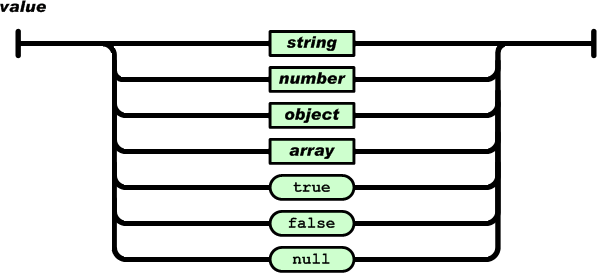 value
string
number
object
array
true
false
null